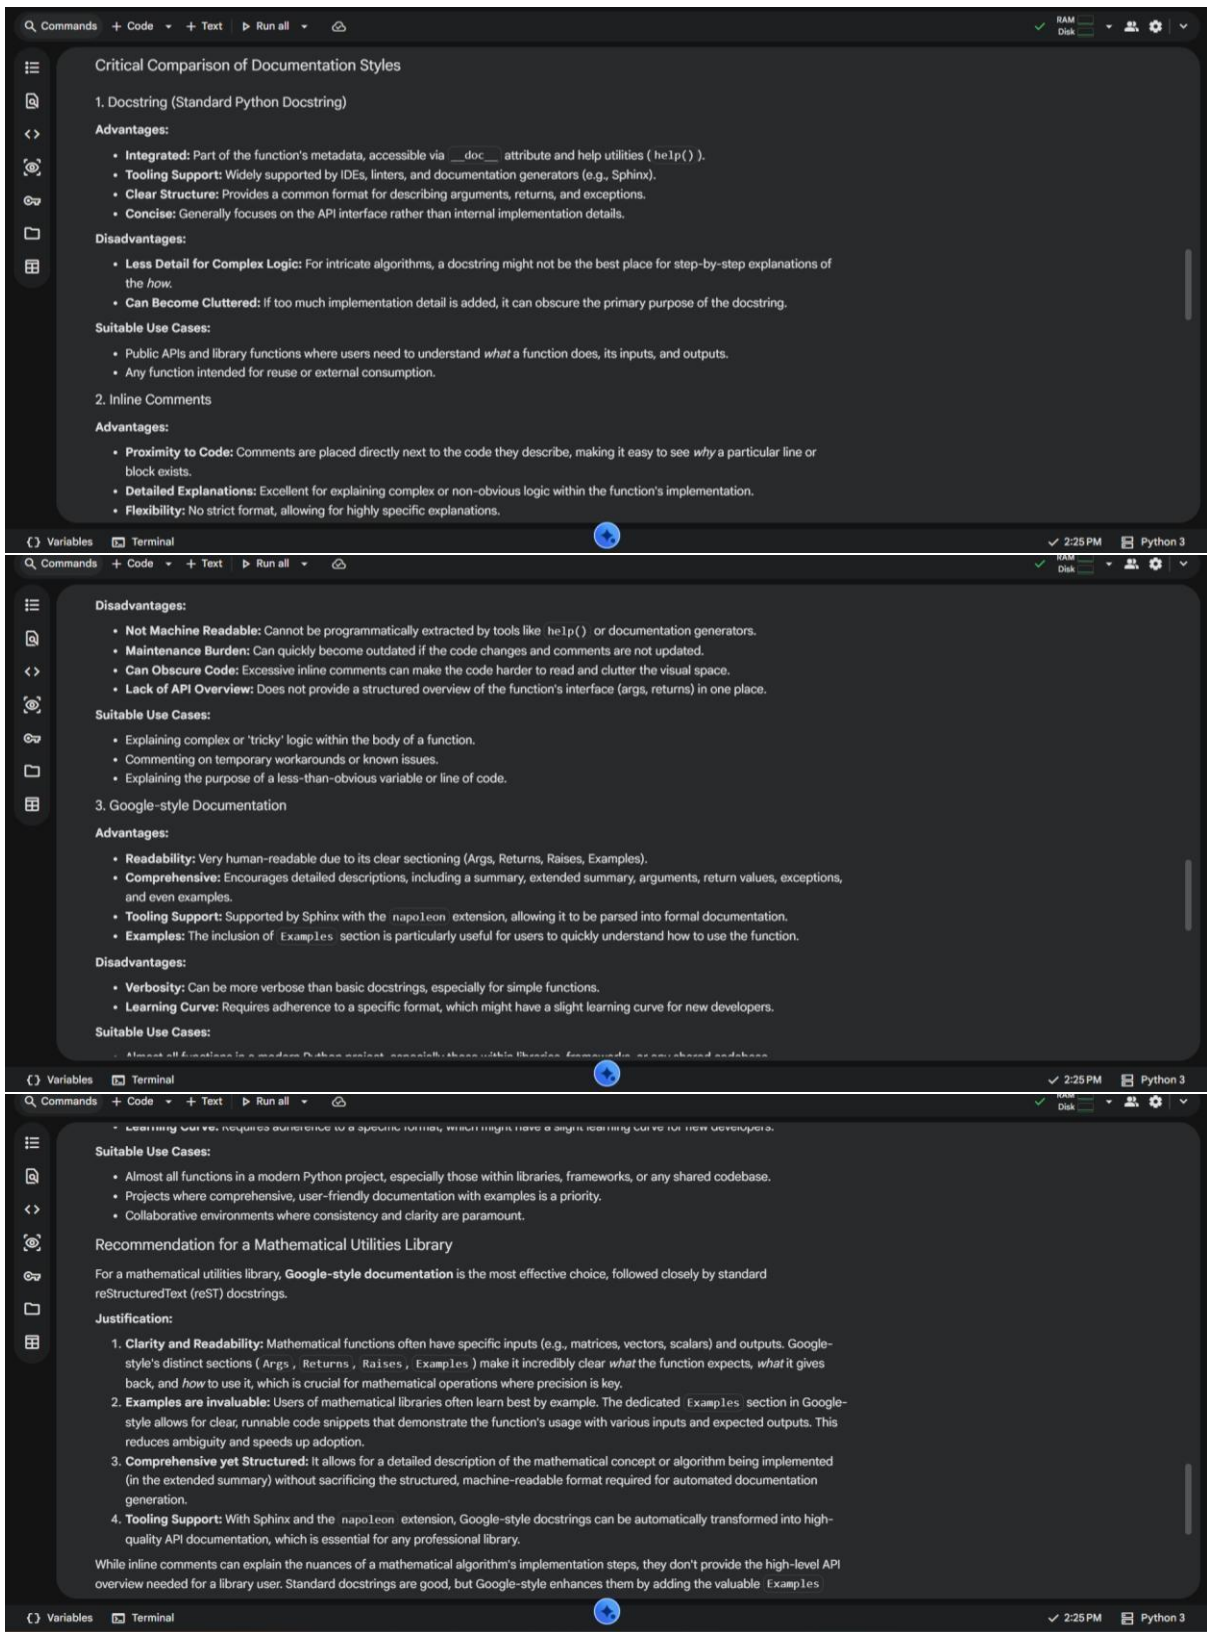 Commands + Code + Text Run all RAM Disk
Critical Comparison of Documentation Styles
1. Docstring (Standard Python Docstring)
Advantages:
• Integrated: Part of the function's metadata, accessible via __doc__ attribute and help utilities ( help() ).
• Tooling Support: Widely supported by IDEs, linters, and documentation generators (e.g., Sphinx).
• Clear Structure: Provides a common format for describing arguments, returns, and exceptions.
• Concise: Generally focuses on the API interface rather than internal implementation details.
Disadvantages:
• Less Detail for Complex Logic: For intricate algorithms, a docstring might not be the best place for step-by-step explanations of
the how.
• Can Become Cluttered: If too much implementation detail is added, it can obscure the primary purpose of the docstring.
Suitable Use Cases:
• Public APIs and library functions where users need to understand what a function does, its inputs, and outputs.
• Any function intended for reuse or external consumption.
2. Inline Comments
Advantages:
• Proximity to Code: Comments are placed directly next to the code they describe, making it easy to see why a particular line or
block exists.
• Detailed Explanations: Excellent for explaining complex or non-obvious logic within the function's implementation.
• Flexibility: No strict format, allowing for highly specific explanations.
{} Variables Terminal 2:25 PM Python 3
Commands + Code + Text Run all RAM Disk
Disadvantages:
• Not Machine Readable: Cannot be programmatically extracted by tools like help() or documentation generators.
• Maintenance Burden: Can quickly become outdated if the code changes and comments are not updated.
• Can Obscure Code: Excessive inline comments can make the code harder to read and clutter the visual space.
• Lack of API Overview: Does not provide a structured overview of the function's interface (args, returns) in one place.
Suitable Use Cases:
• Explaining complex or 'tricky' logic within the body of a function.
• Commenting on temporary workarounds or known issues.
• Explaining the purpose of a less-than-obvious variable or line of code.
3. Google-style Documentation
Advantages:
• Readability: Very human-readable due to its clear sectioning (Args, Returns, Raises, Examples).
• Comprehensive: Encourages detailed descriptions, including a summary, extended summary, arguments, return values, exceptions,
and even examples.
• Tooling Support: Supported by Sphinx with the napoleon extension, allowing it to be parsed into formal documentation.
• Examples: The inclusion of Examples section is particularly useful for users to quickly understand how to use the function.
Disadvantages:
• Verbosity: Can be more verbose than basic docstrings, especially for simple functions.
• Learning Curve: Requires adherence to a specific format, which might have a slight learning curve for new developers.
Suitable Use Cases:
• Almost all functions in a modern Python project, especially those within libraries, frameworks, or any shared codebase.
{} Variables Terminal 2:25 PM Python 3
Commands + Code + Text Run all RAM Disk
• Learning Curve: Requires adherence to a specific format, which might have a slight learning curve for new developers.
Suitable Use Cases:
• Almost all functions in a modern Python project, especially those within libraries, frameworks, or any shared codebase.
• Projects where comprehensive, user-friendly documentation with examples is a priority.
• Collaborative environments where consistency and clarity are paramount.
Recommendation for a Mathematical Utilities Library
For a mathematical utilities library, Google-style documentation is the most effective choice, followed closely by standard
reStructuredText (reST) docstrings.
Justification:
1. Clarity and Readability: Mathematical functions often have specific inputs (e.g., matrices, vectors, scalars) and outputs. Google-
style's distinct sections ( Args , Returns , Raises , Examples ) make it incredibly clear what the function expects, what it gives
back, and how to use it, which is crucial for mathematical operations where precision is key.
2. Examples are invaluable: Users of mathematical libraries often learn best by example. The dedicated Examples section in Google-
style allows for clear, runnable code snippets that demonstrate the function's usage with various inputs and expected outputs. This
reduces ambiguity and speeds up adoption.
3. Comprehensive yet Structured: It allows for a detailed description of the mathematical concept or algorithm being implemented
(in the extended summary) without sacrificing the structured, machine-readable format required for automated documentation
generation.
4. Tooling Support: With Sphinx and the napoleon extension, Google-style docstrings can be automatically transformed into high-
quality API documentation, which is essential for any professional library.
While inline comments can explain the nuances of a mathematical algorithm's implementation steps, they don't provide the high-level API
overview needed for a library user. Standard docstrings are good, but Google-style enhances them by adding the valuable Examples
{} Variables Terminal 2:25 PM Python 3